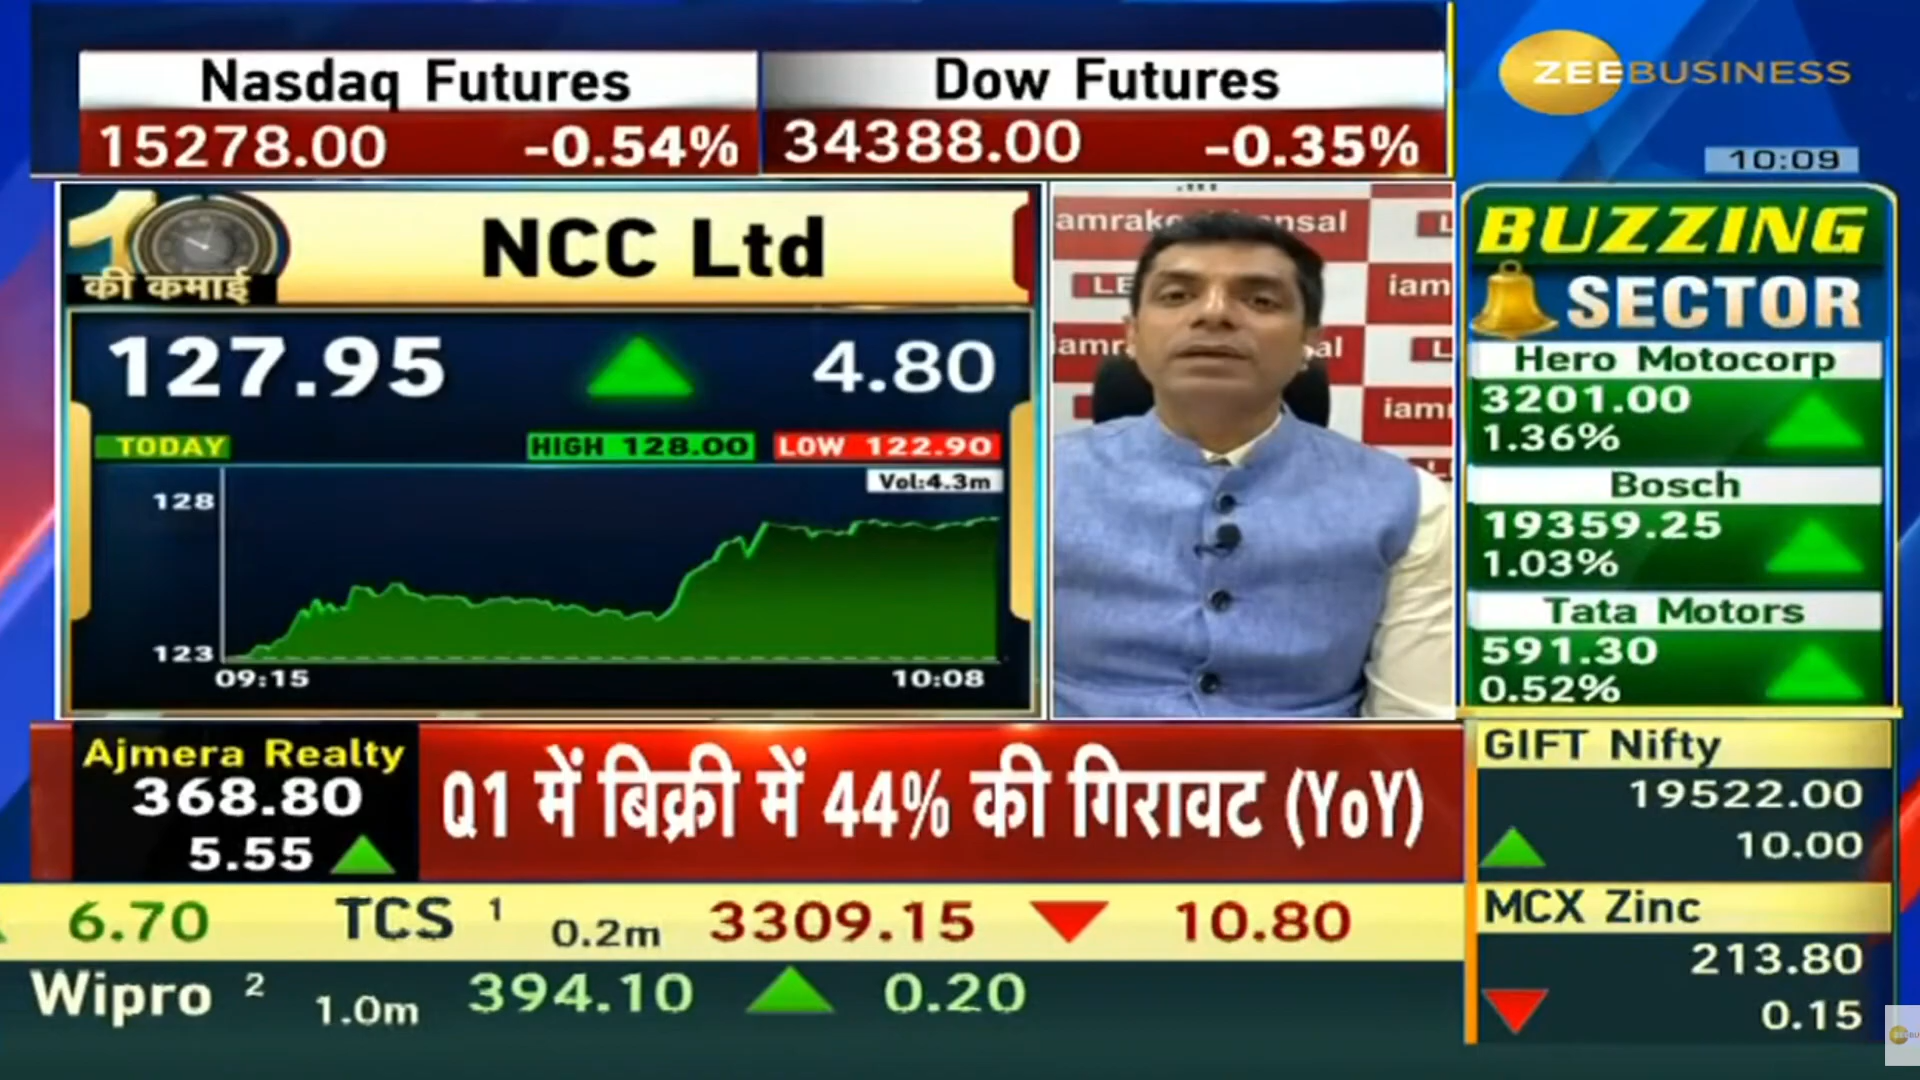 Nasdaq Futures
15278.00 -0.54%
Dow Futures
34388.00 -0.35%
ZEEBUSINESS
10:09
1
की कमाई
NCC Ltd
127.95 4.80
TODAY HIGH 128.00 LOW 122.90
Vol:4.3m
128
123
09:15 10:08
iamr
BUZZING
SECTOR
Hero Motocorp
3201.00
1.36%
Bosch
19359.25
1.03%
Tata Motors
591.30
0.52%
Ajmera Realty
368.80
5.55
Q1 में बिक्री में 44% की गिरावट (YoY)
GIFT Nifty
19522.00
10.00
MCX Zinc
213.80
0.15
6.70 TCS 1 0.2m 3309.15 10.80
Wipro 2 1.0m 394.10 0.20